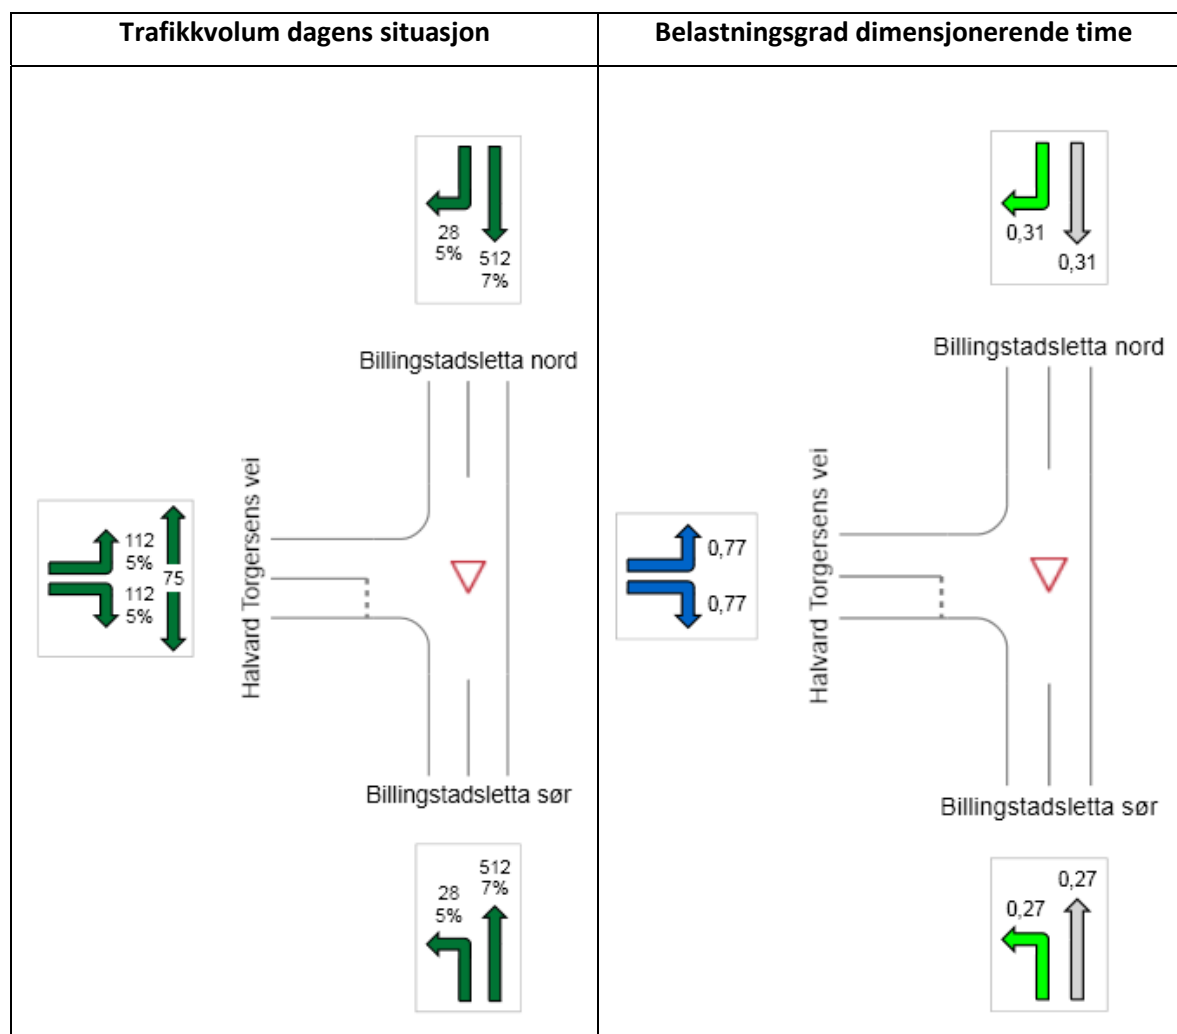 Trafikkvolum dagens situasjon
Belastningsgrad dimensjonerende time
28
5%
512
7%
Billingstadsletta nord
Halvard Torgersens vei
112
5%
75
112
5%
Billingstadsletta sør
512
7%
28
5%
0,31
0,31
Billingstadsletta nord
Halvard Torgersens vei
0,77
0,77
Billingstadsletta sør
0,27
0,27